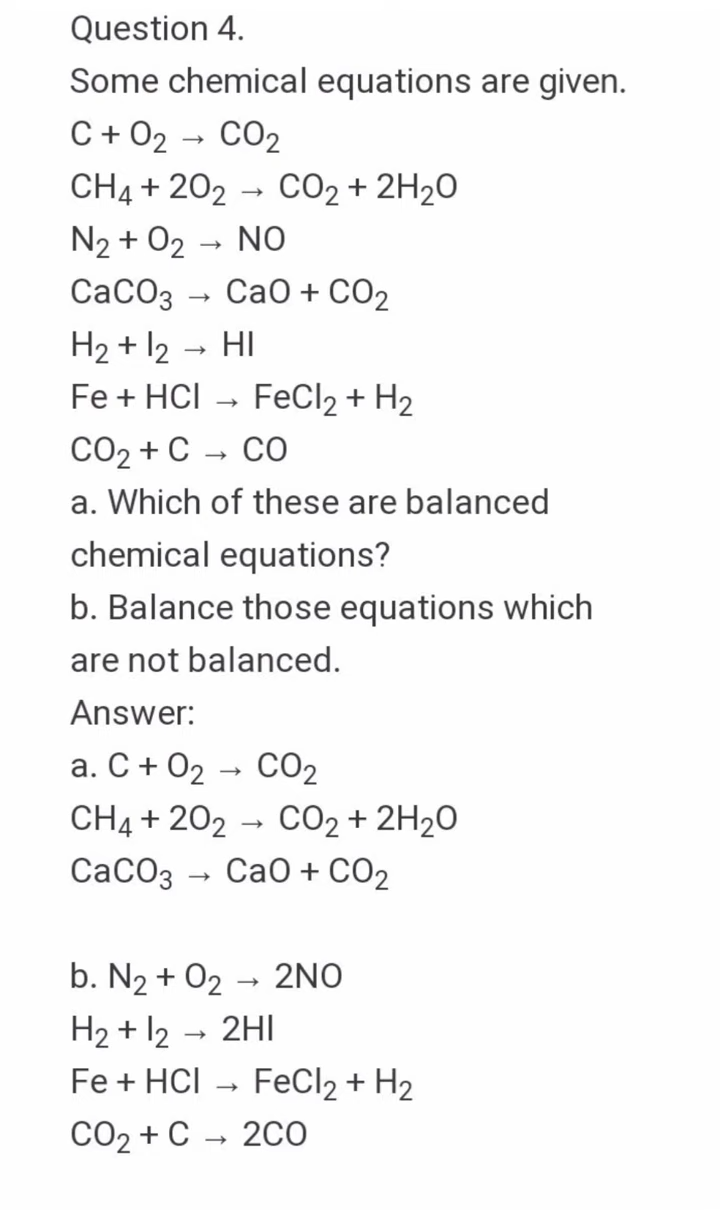 Question 4.
Some chemical equations are given.
C + O₂ → CO₂
CH₄ + 2O₂ → CO₂ + 2H₂O
N₂ + O₂ → NO
CaCO₃ → CaO + CO₂
H₂ + I₂ → HI
Fe + HCl → FeCl₂ + H₂
CO₂ + C → CO
a. Which of these are balanced
chemical equations?
b. Balance those equations which
are not balanced.
Answer:
a. C + O₂ → CO₂
CH₄ + 2O₂ → CO₂ + 2H₂O
CaCO₃ → CaO + CO₂
b. N₂ + O₂ → 2NO
H₂ + I₂ → 2HI
Fe + HCl → FeCl₂ + H₂
CO₂ + C → 2CO